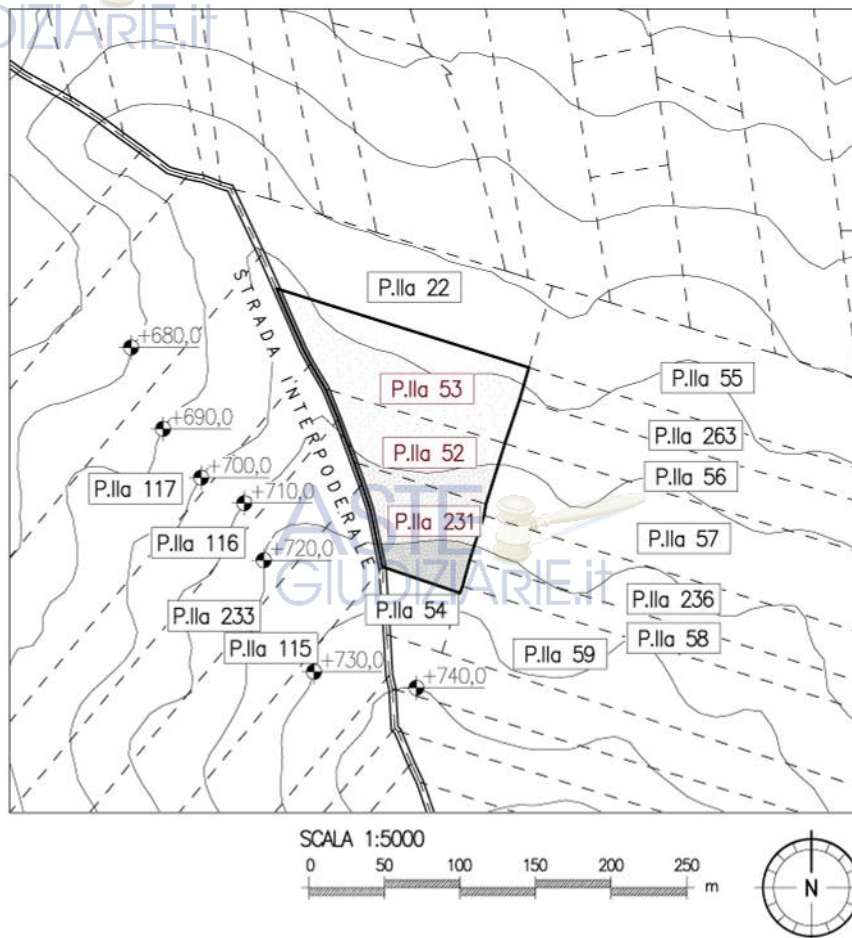 DIZIARIE.it
P.lla 22
STRADA INTERPODERALE
+680,0
P.lla 53
P.lla 55
+690,0
P.lla 263
P.lla 52
+700,0
P.lla 56
P.lla 117
+710,0
P.lla 231
ASTE
P.lla 116
P.lla 57
+720,0
GIUDIZIARIE.it
P.lla 236
P.lla 233
P.lla 54
P.lla 58
P.lla 115
P.lla 59
+730,0
+740,0
SCALA 1:5000
0 50 100 150 200 250
m
N